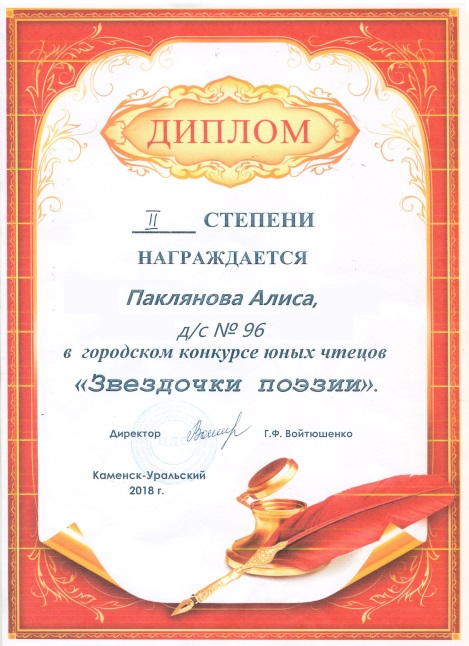 ДИПЛОМ
II СТЕПЕНИ
НАГРАЖДАЕТСЯ
Паклянова Алиса,
д/с № 96
в городском конкурсе юных чтецов
«Звездочки поэзии».
Директор Г.Ф. Войтюшенко
Каменск-Уральский
2018 г.